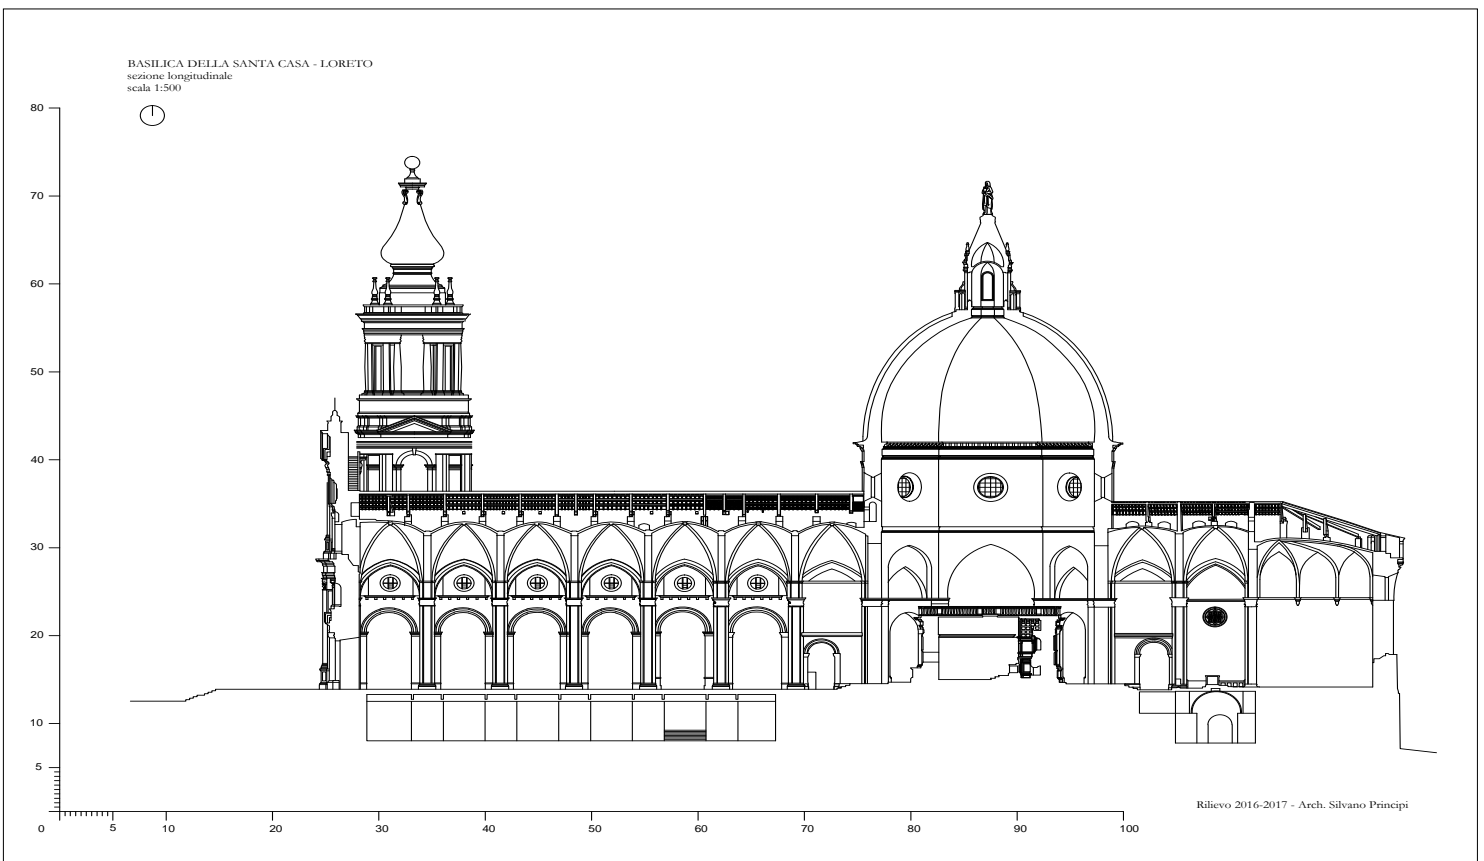 BASILICA DELLA SANTA CASA - LORETO
sezione longitudinale
scala 1:500
80
70
60
50
40
30
20
10
5
Rilievo 2016-2017 - Arch. Silvano Principi
0 5 10 20 30 40 50 60 70 80 90 100